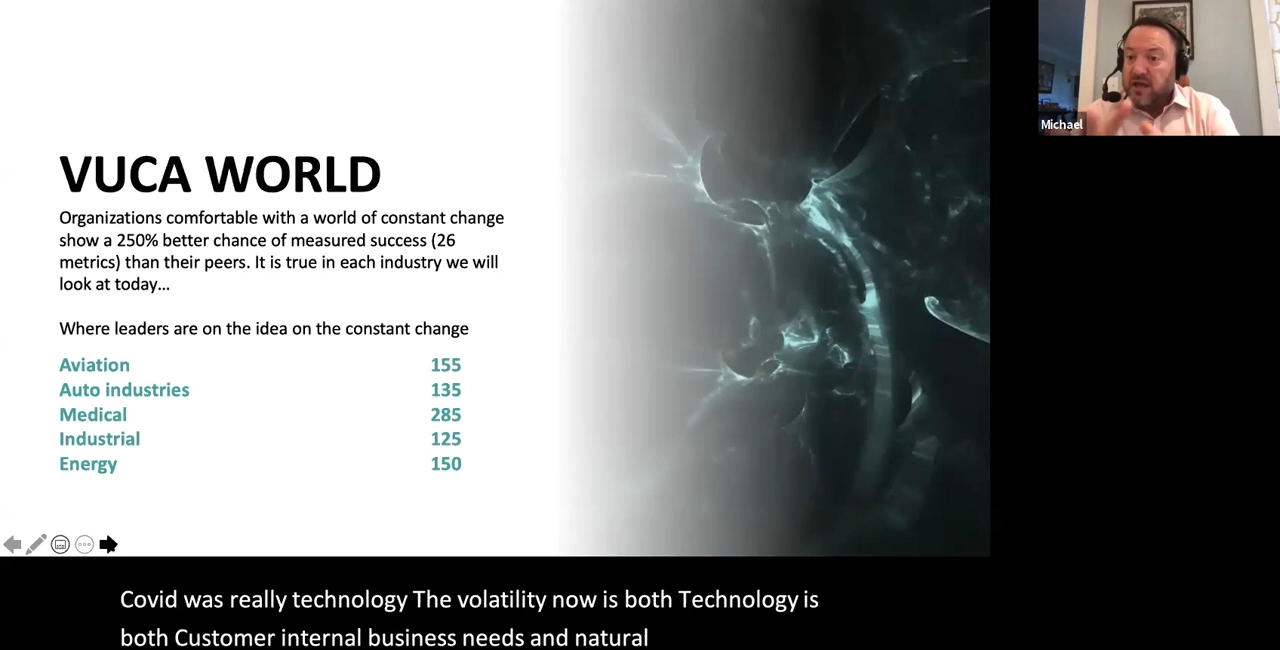 VUCA WORLD
Organizations comfortable with a world of constant change
show a 250% better chance of measured success (26
metrics) than their peers. It is true in each industry we will
look at today...
Where leaders are on the idea on the constant change
Aviation 155
Auto industries 135
Medical 285
Industrial 125
Energy 150
Michael
Covid was really technology The volatility now is both Technology is
both Customer internal business needs and natural